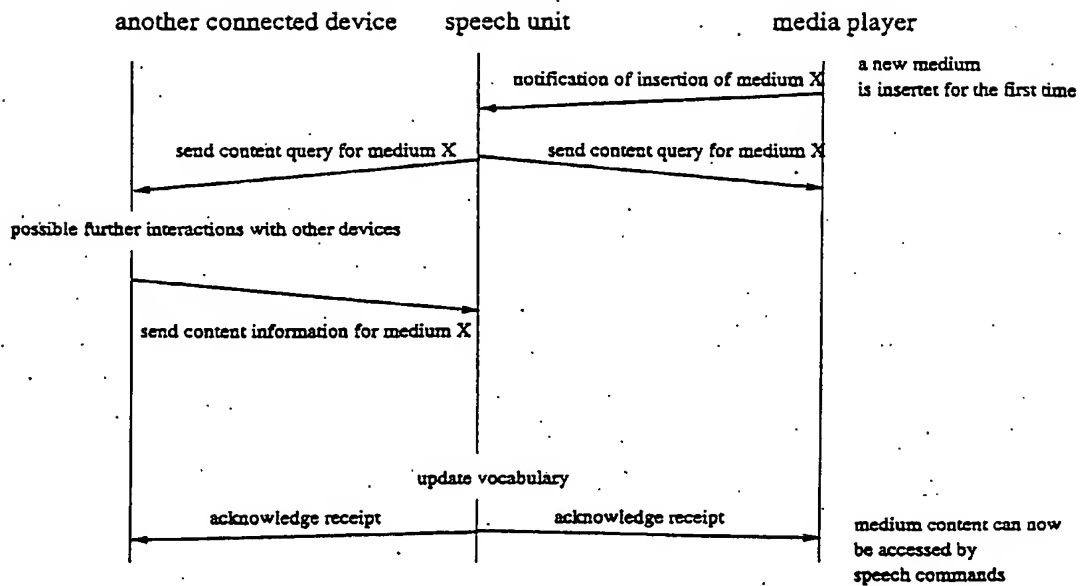 another connected device speech unit media player
a new medium
notification of insertion of medium X
is insertet for the first time
send content query for medium X send content query for medium X
possible further interactions with other devices
send content information for medium X
update vocabulary
acknowledge receipt acknowledge receipt
medium content can now
be accessed by
speech commands